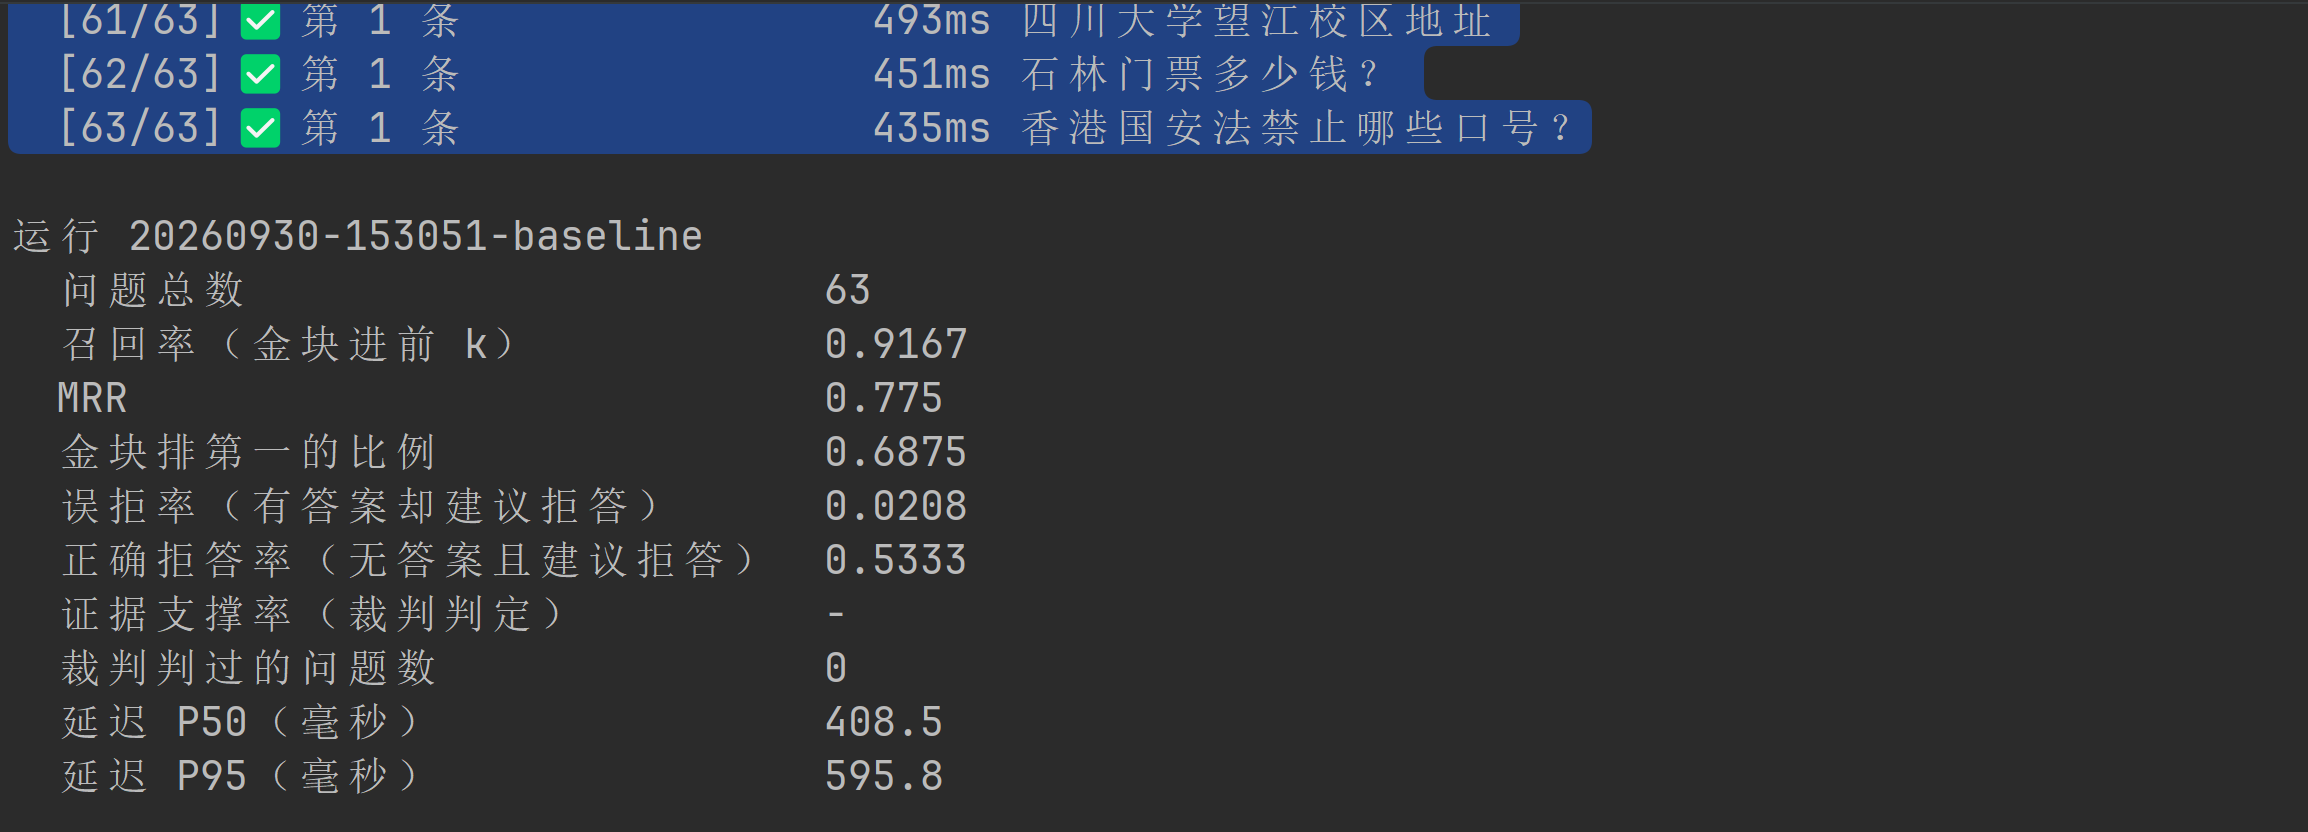 [61/63] ✅ 第 1 条 493ms 四川大学望江校区地址
[62/63] ✅ 第 1 条 451ms 石林门票多少钱？
[63/63] ✅ 第 1 条 435ms 香港国安法禁止哪些口号？
运行 20260930-153051-baseline
问题总数 63
召回率（金块进前 k） 0.9167
MRR 0.775
金块排第一的比例 0.6875
误拒率（有答案却建议拒答） 0.0208
正确拒答率（无答案且建议拒答） 0.5333
证据支撑率（裁判判定） -
裁判判过的问题数 0
延迟 P50（毫秒） 408.5
延迟 P95（毫秒） 595.8